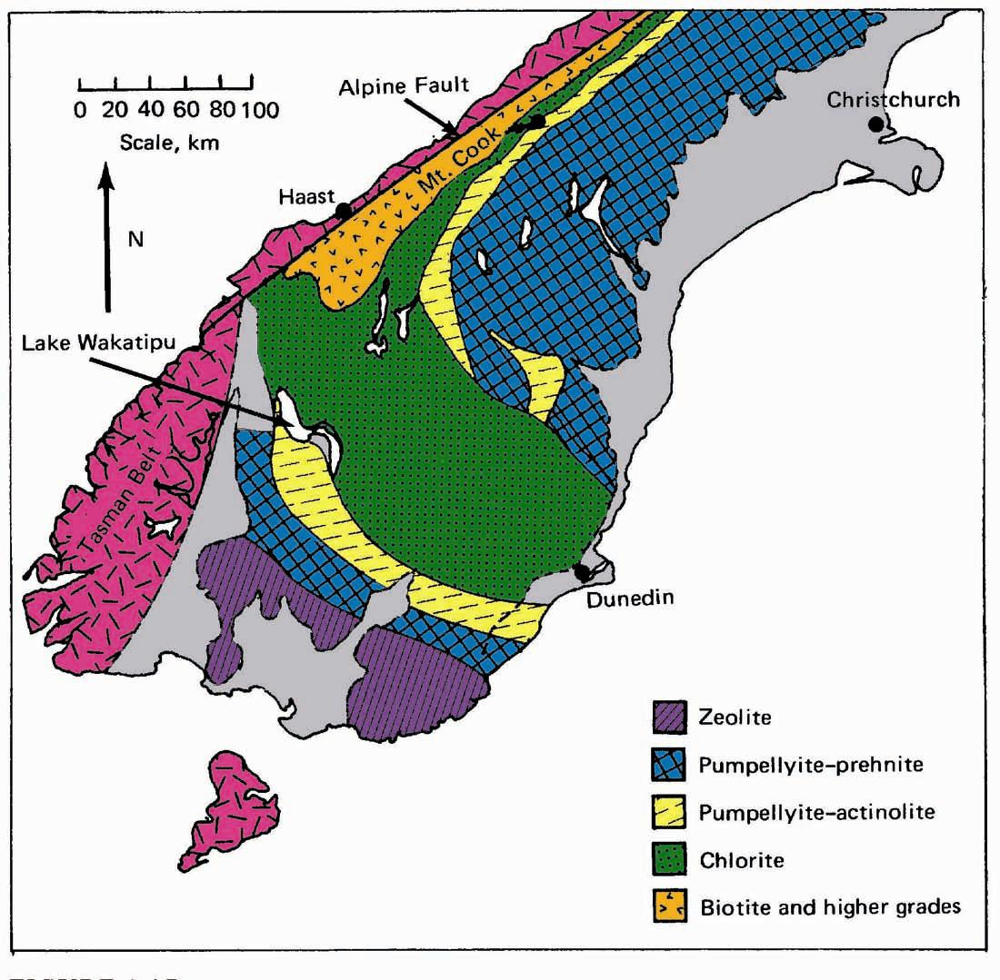 Alpine Fault
Christchurch
0 20 40 60 80 100
Scale, km
Mt. Cook
Haast
N
Lake Wakatipu
Tasman Belt
Dunedin
Zeolite
Pumpellyite–prehnite
Pumpellyite–actinolite
Chlorite
Biotite and higher grades